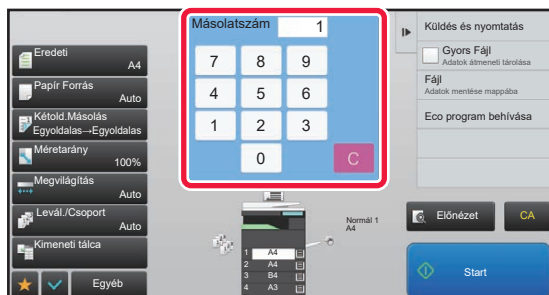 Másolatszám 1
7 8 9
4 5 6
1 2 3
0 C
Eredeti
A4
Papír Forrás
Auto
Kétold.Másolás
Egyoldalas→Egyoldalas
Méretarány
100%
Megvilágítás
Auto
Levál./Csoport
Auto
Kimeneti tálca
Egyéb
Normál 1
A4
1 A4
2 A4
3 B4
4 A3
Küldés és nyomtatás
Gyors Fájl
Adatok átmeneti tárolása
Fájl
Adatok mentése mappába
Eco program behívása
Előnézet
CA
Start